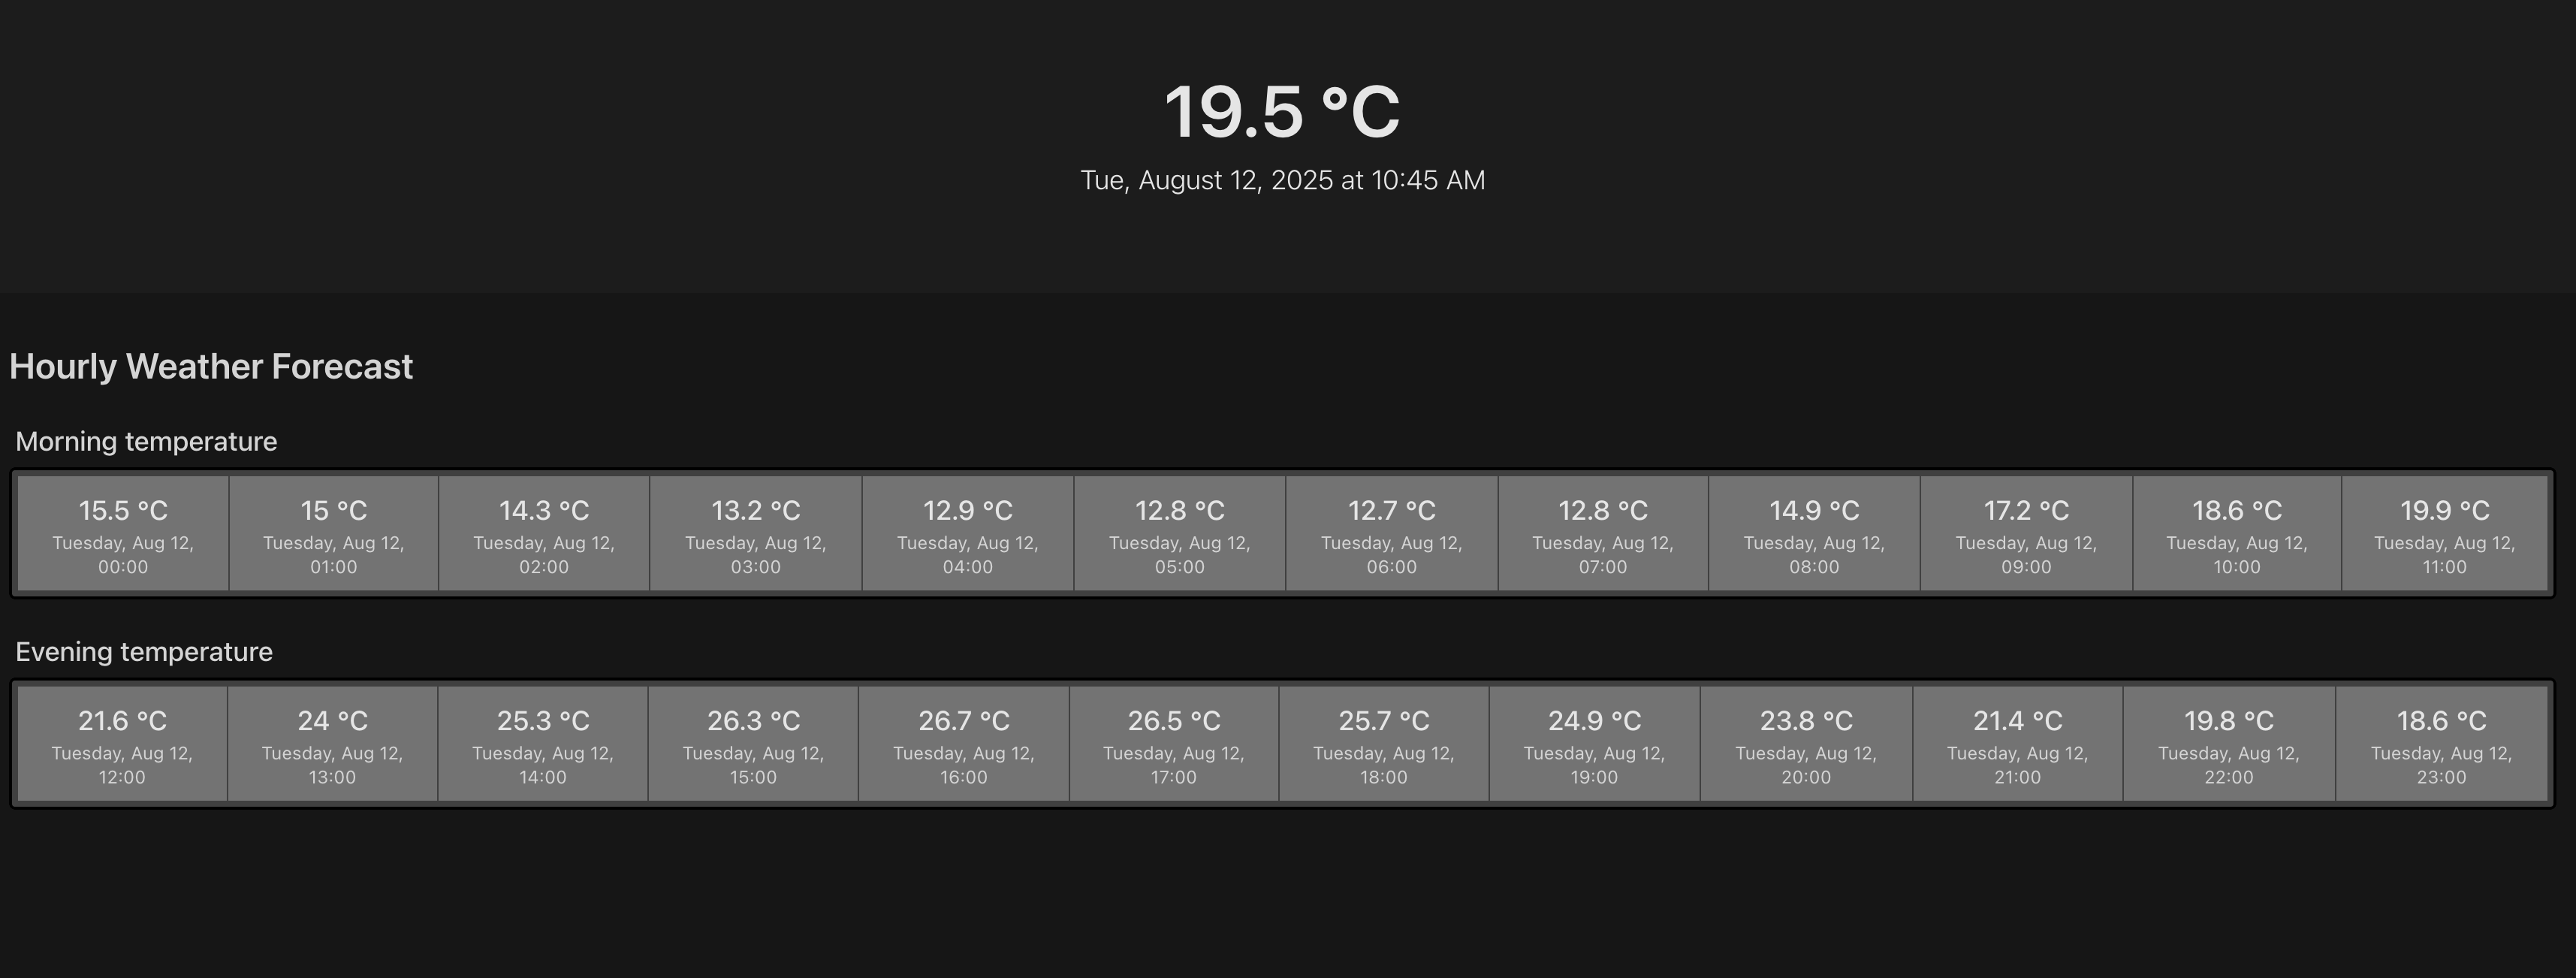 19.5 °C
Tue, August 12, 2025 at 10:45 AM
Hourly Weather Forecast
Morning temperature
15.5 °C
Tuesday, Aug 12,
00:00
15 °C
Tuesday, Aug 12,
01:00
14.3 °C
Tuesday, Aug 12,
02:00
13.2 °C
Tuesday, Aug 12,
03:00
12.9 °C
Tuesday, Aug 12,
04:00
12.8 °C
Tuesday, Aug 12,
05:00
12.7 °C
Tuesday, Aug 12,
06:00
12.8 °C
Tuesday, Aug 12,
07:00
14.9 °C
Tuesday, Aug 12,
08:00
17.2 °C
Tuesday, Aug 12,
09:00
18.6 °C
Tuesday, Aug 12,
10:00
19.9 °C
Tuesday, Aug 12,
11:00
Evening temperature
21.6 °C
Tuesday, Aug 12,
12:00
24 °C
Tuesday, Aug 12,
13:00
25.3 °C
Tuesday, Aug 12,
14:00
26.3 °C
Tuesday, Aug 12,
15:00
26.7 °C
Tuesday, Aug 12,
16:00
26.5 °C
Tuesday, Aug 12,
17:00
25.7 °C
Tuesday, Aug 12,
18:00
24.9 °C
Tuesday, Aug 12,
19:00
23.8 °C
Tuesday, Aug 12,
20:00
21.4 °C
Tuesday, Aug 12,
21:00
19.8 °C
Tuesday, Aug 12,
22:00
18.6 °C
Tuesday, Aug 12,
23:00